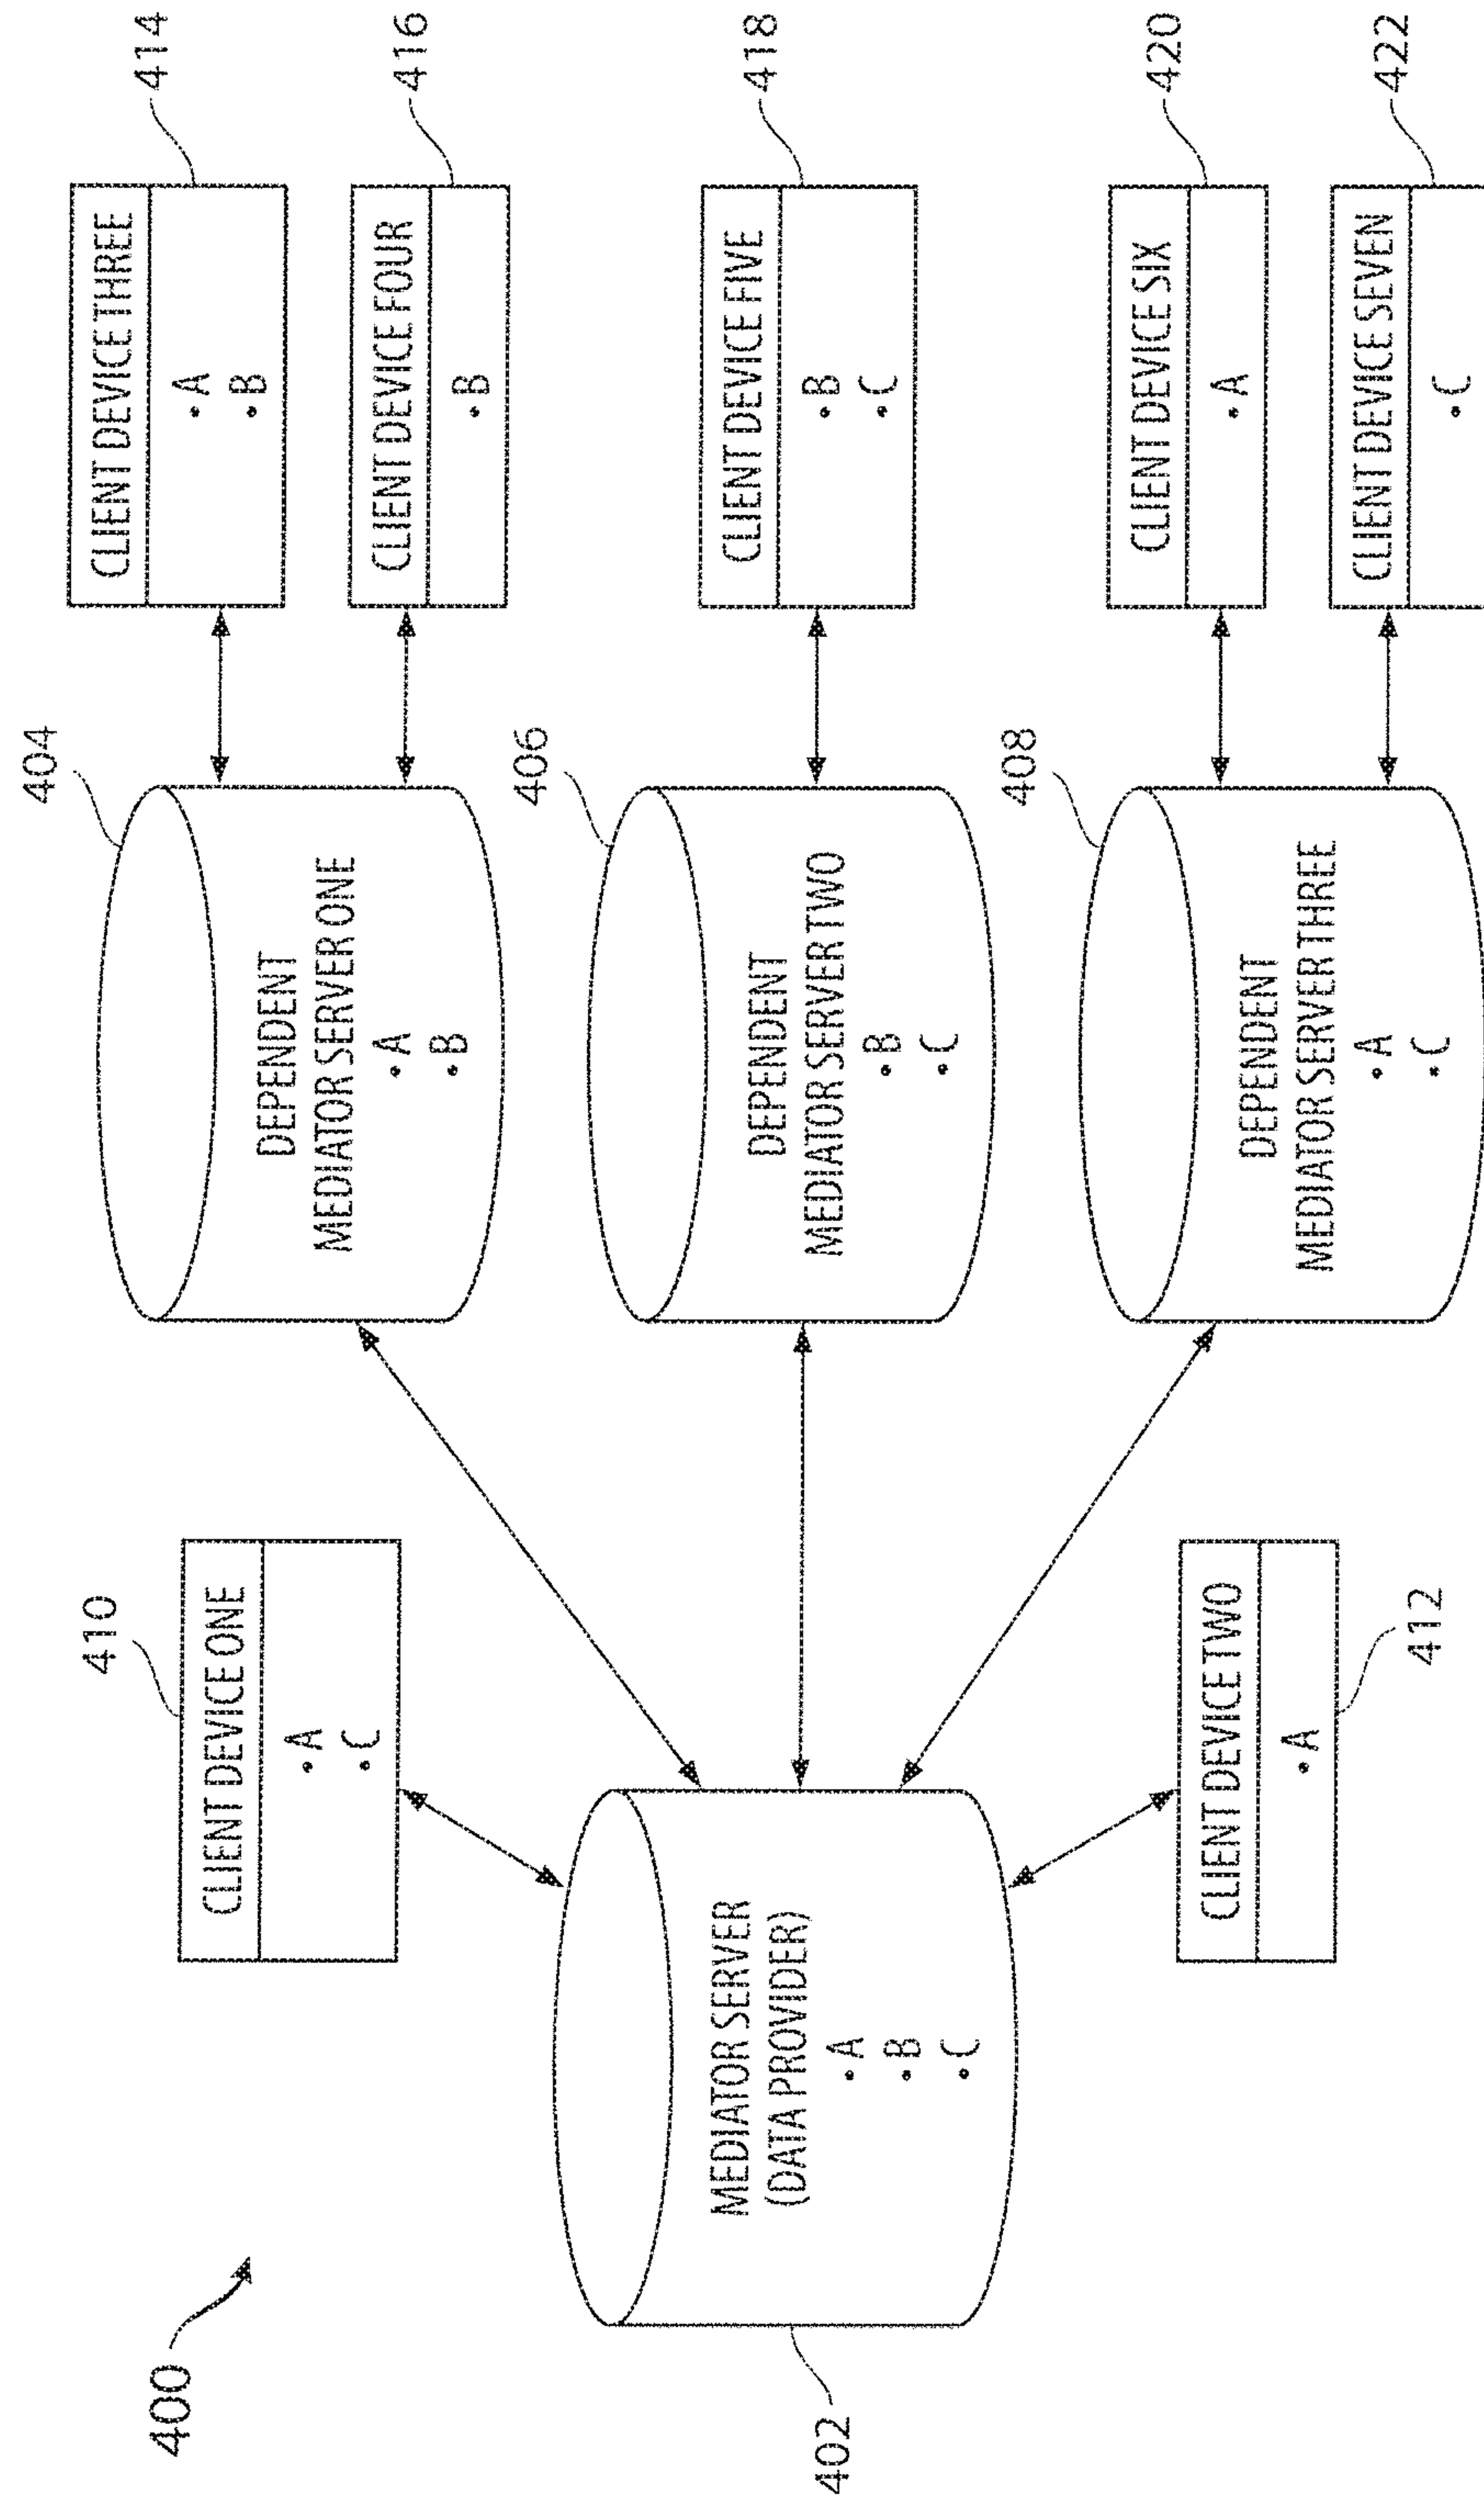 400
402
MEDIATOR SERVER
(DATA PROVIDER)
•A
•B
•C
410
CLIENT DEVICE ONE
•A
•C
412
CLIENT DEVICE TWO
•A
404
DEPENDENT
MEDIATOR SERVER ONE
•A
•B
406
DEPENDENT
MEDIATOR SERVER TWO
•B
•C
408
DEPENDENT
MEDIATOR SERVER THREE
•A
•C
414
CLIENT DEVICE THREE
•A
•B
416
CLIENT DEVICE FOUR
•B
418
CLIENT DEVICE FIVE
•B
•C
420
CLIENT DEVICE SIX
•A
422
CLIENT DEVICE SEVEN
•C